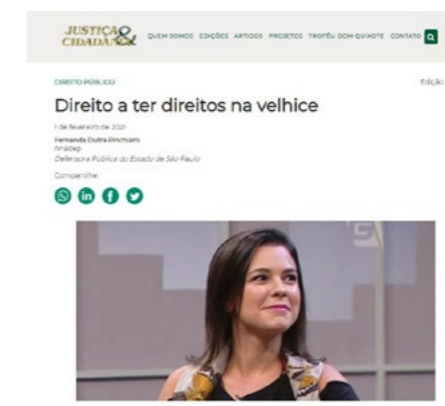 JUSTIÇA & CIDADANIA
QUEM SOMOS EDIÇÕES ARTIGOS PROJETOS TROFÉU DOM QUIXOTE CONTATO
DIREITO PÚBLICO
Edição
Direito a ter direitos na velhice
1 de fevereiro de 2021
Fernanda Dutra Pinchiaro
Anadep
Defensora Pública do Estado de São Paulo
Compartilhe: